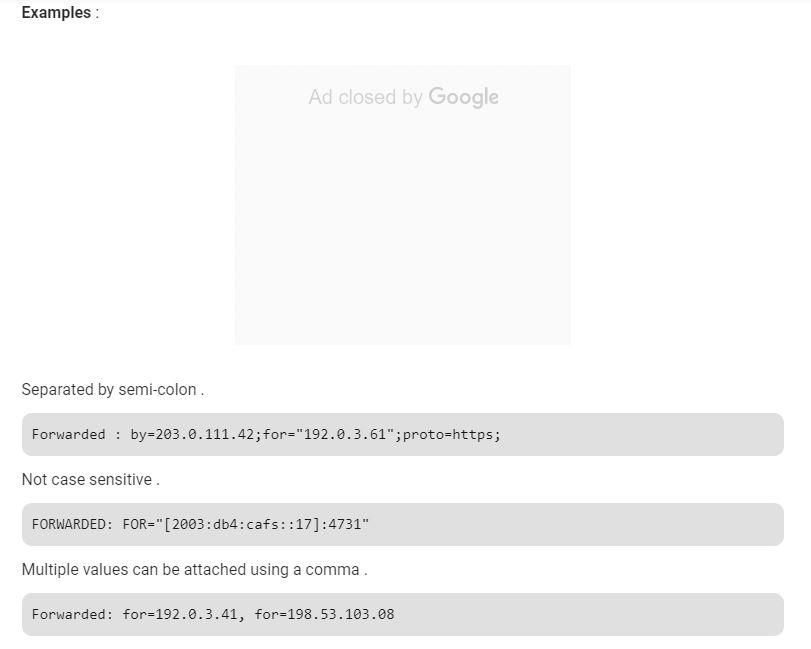 Examples :
Ad closed by Google
Separated by semi-colon .
Forwarded : by=203.0.111.42;for="192.0.3.61";proto=https;
Not case sensitive .
FORWARDED: FOR="[2003:db4:cafs::17]:4731"
Multiple values can be attached using a comma .
Forwarded: for=192.0.3.41, for=198.53.103.08